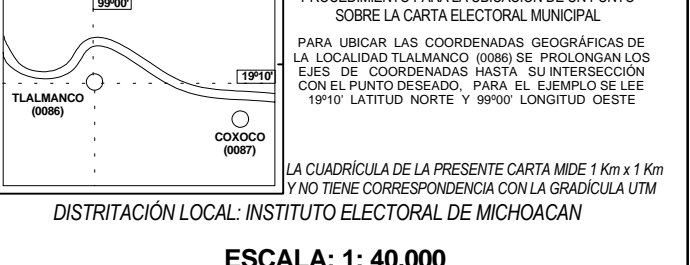 99º00'
PROCEDIMIENTO PARA LA UBICACIÓN DE UN PUNTO
SOBRE LA CARTA ELECTORAL MUNICIPAL
PARA UBICAR LAS COORDENADAS GEOGRÁFICAS DE
LA LOCALIDAD TLALMANCO (0086) SE PROLONGAN LOS
EJES DE COORDENADAS HASTA SU INTERSECCIÓN
CON EL PUNTO DESEADO, PARA EL EJEMPLO SE LEE
19º10' LATITUD NORTE Y 99º00' LONGITUD OESTE
19º10'
TLALMANCO
(0086)
COXOCO
(0087)
LA CUADRÍCULA DE LA PRESENTE CARTA MIDE 1 Km x 1 Km
Y NO TIENE CORRESPONDENCIA CON LA GRADÍCULA UTM
DISTRITACIÓN LOCAL: INSTITUTO ELECTORAL DE MICHOACAN
ESCALA: 1: 40,000